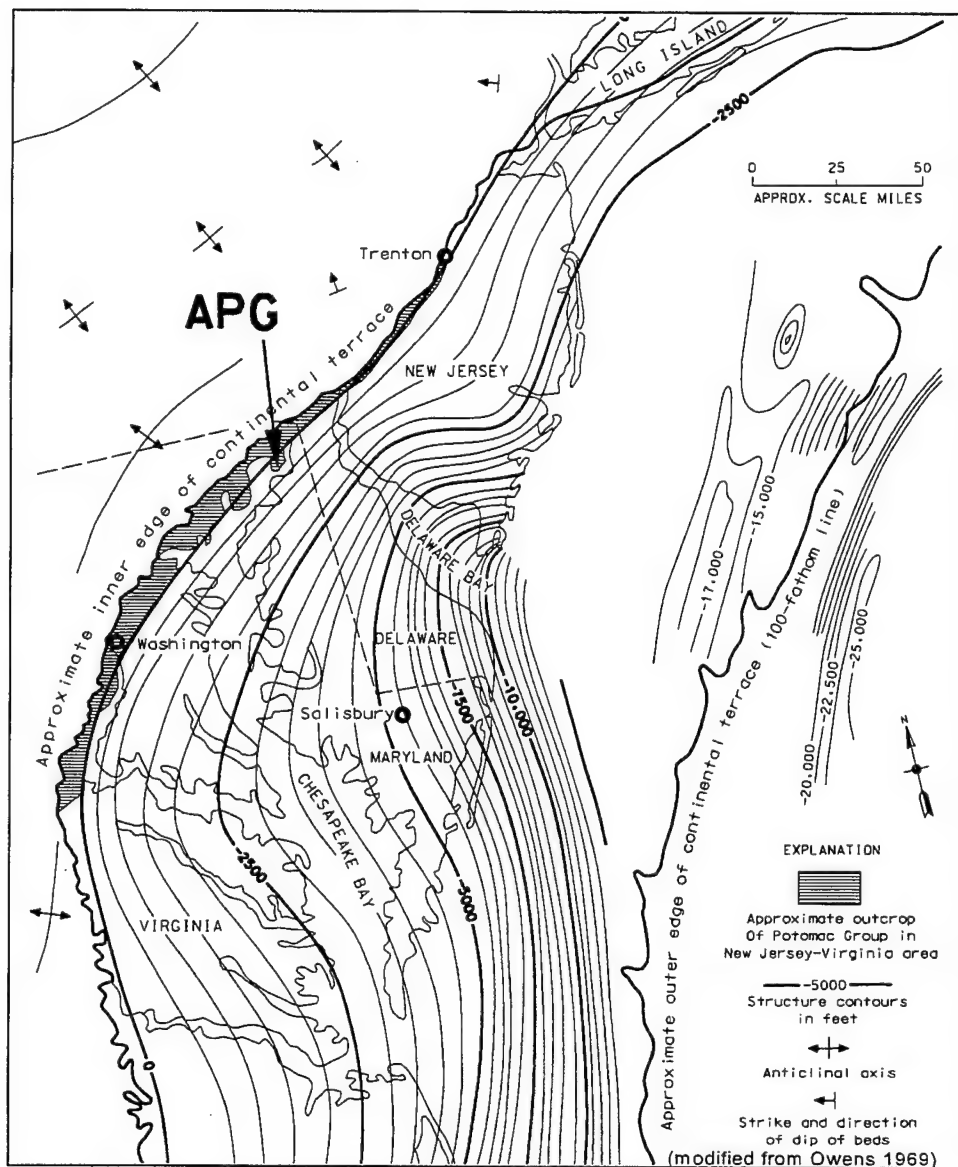 LONG ISLAND
-2500
0 25 50
APPROX. SCALE MILES
Trenton
APG
NEW JERSEY
Approximate inner edge of continental terrace
DELAWARE BAY
-15.000
-17.000
Washington
DELAWARE
-7500
-10.000
Salisbury
MARYLAND
CHESAPEAKE BAY
-25.000
-22.500
-20.000
N
-2500
-5000
VIRGINIA
0
Approximate outer edge of continental terrace (100-fathom line)
EXPLANATION
Approximate outcrop
Of Potomac Group in
New Jersey-Virginia area
-5000
Structure contours
in feet
Anticlinal axis
Strike and direction
of dip of beds
(modified from Owens 1969)